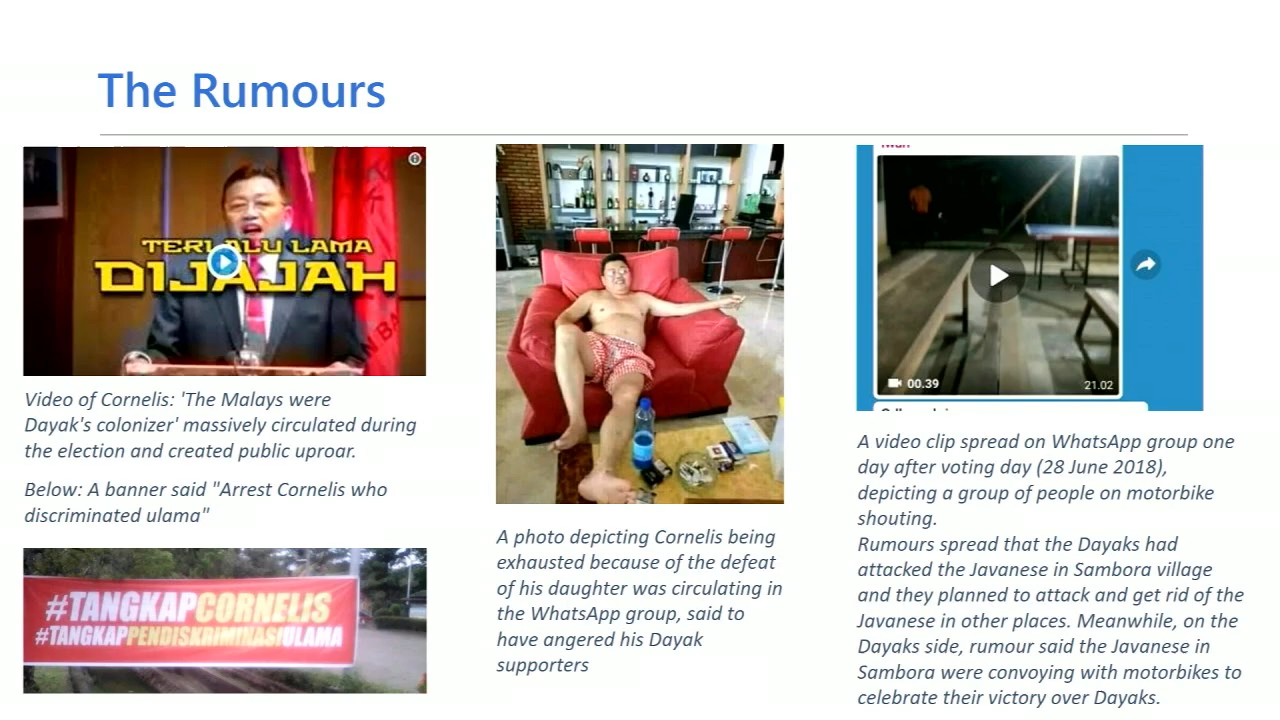 The Rumours
TERLALU LAMA
DIJAJAH
Video of Cornelis: 'The Malays were
Dayak's colonizer' massively circulated during
the election and created public uproar.
Below: A banner said "Arrest Cornelis who
discriminated ulama"
#TANGKAPCORNELIS
#TANGKAPPENDISKRIMINASIULAMA
A photo depicting Cornelis being
exhausted because of the defeat
of his daughter was circulating in
the WhatsApp group, said to
have angered his Dayak
supporters
00.39
21.02
A video clip spread on WhatsApp group one
day after voting day (28 June 2018),
depicting a group of people on motorbike
shouting.
Rumours spread that the Dayaks had
attacked the Javanese in Sambora village
and they planned to attack and get rid of the
Javanese in other places. Meanwhile, on the
Dayaks side, rumour said the Javanese in
Sambora were convoying with motorbikes to
celebrate their victory over Dayaks.